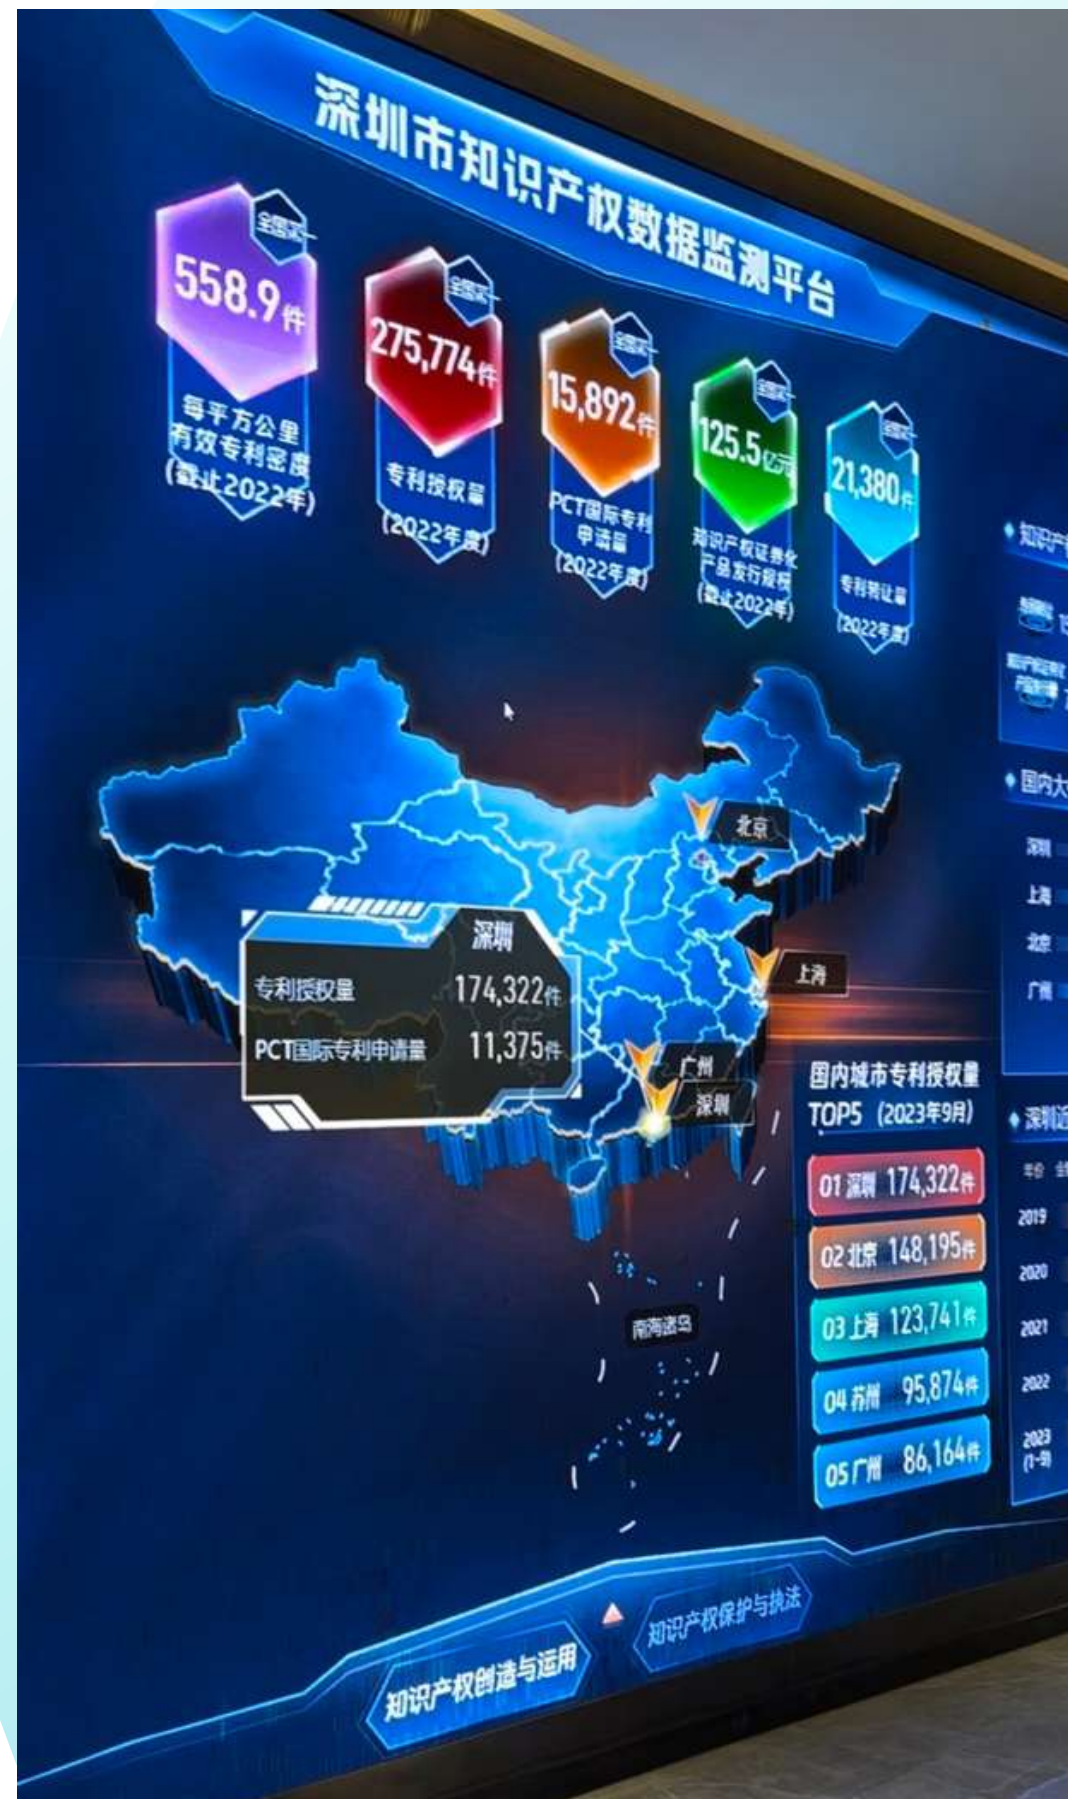 深圳市知识产权数据监测平台
全国第一
558.9件
每平方公里
有效专利密度
(截止2022年)
全国第一
275,774件
专利授权量
(2022年度)
全国第一
15,892件
PCT国际专利
申请量
(2022年度)
全国第一
125.5亿元
知识产权证券化
产品发行规模
(截止2022年)
全国第一
21,380件
专利转让量
(2022年度)
北京
上海
广州
深圳
深圳
专利授权量 174,322件
PCT国际专利申请量 11,375件
南海诸岛
国内城市专利授权量
TOP5 (2023年9月)
01 深圳 174,322件
02 北京 148,195件
03 上海 123,741件
04 苏州 95,874件
05 广州 86,164件
知识产
国内大
深圳
上海
北京
广州
深圳近
年份
2019
2020
2021
2022
2023
(1-9)
知识产权创造与运用
知识产权保护与执法